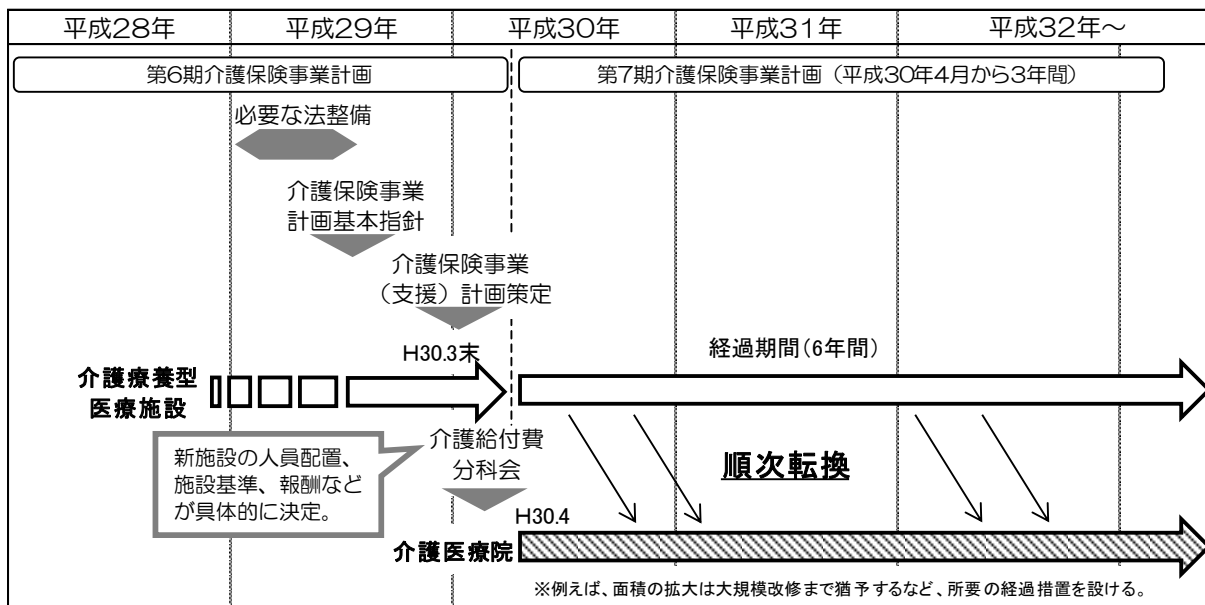 平成28年
平成29年
平成30年
平成31年
平成32年～
第6期介護保険事業計画
第7期介護保険事業計画（平成30年4月から3年間）
必要な法整備
介護保険事業
計画基本指針
介護保険事業
（支援）計画策定
H30.3末
経過期間(6年間)
介護療養型
医療施設
介護給付費
分科会
新施設の人員配置、
施設基準、報酬など
が具体的に決定。
順次転換
H30.4
介護医療院
※例えば、面積の拡大は大規模改修まで猶予するなど、所要の経過措置を設ける。